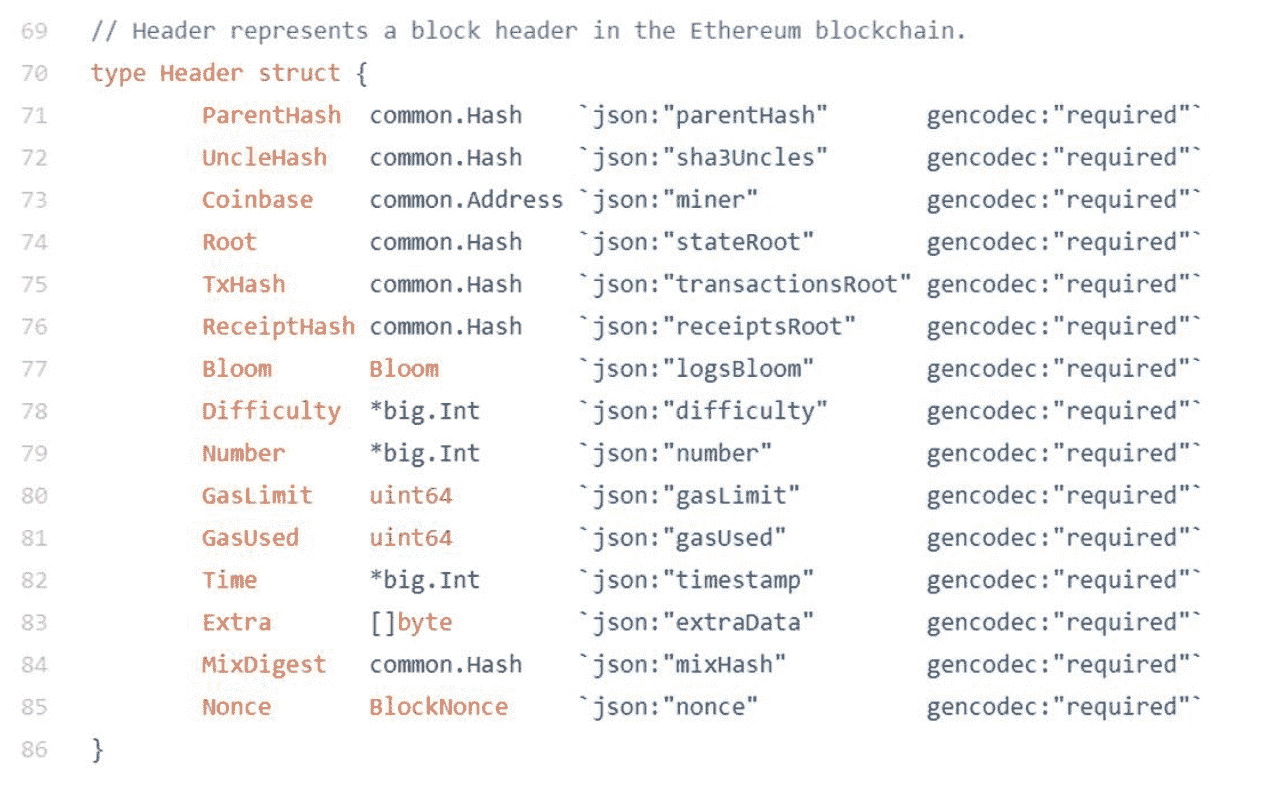 69 // Header represents a block header in the Ethereum blockchain.
70 type Header struct {
71 ParentHash common.Hash `json:"parentHash" gencodec:"required"`
72 UncleHash common.Hash `json:"sha3Uncles" gencodec:"required"`
73 Coinbase common.Address `json:"miner" gencodec:"required"`
74 Root common.Hash `json:"stateRoot" gencodec:"required"`
75 TxHash common.Hash `json:"transactionsRoot" gencodec:"required"`
76 ReceiptHash common.Hash `json:"receiptsRoot" gencodec:"required"`
77 Bloom Bloom `json:"logsBloom" gencodec:"required"`
78 Difficulty *big.Int `json:"difficulty" gencodec:"required"`
79 Number *big.Int `json:"number" gencodec:"required"`
80 GasLimit uint64 `json:"gasLimit" gencodec:"required"`
81 GasUsed uint64 `json:"gasUsed" gencodec:"required"`
82 Time *big.Int `json:"timestamp" gencodec:"required"`
83 Extra []byte `json:"extraData" gencodec:"required"`
84 MixDigest common.Hash `json:"mixHash" gencodec:"required"`
85 Nonce BlockNonce `json:"nonce" gencodec:"required"`
86 }